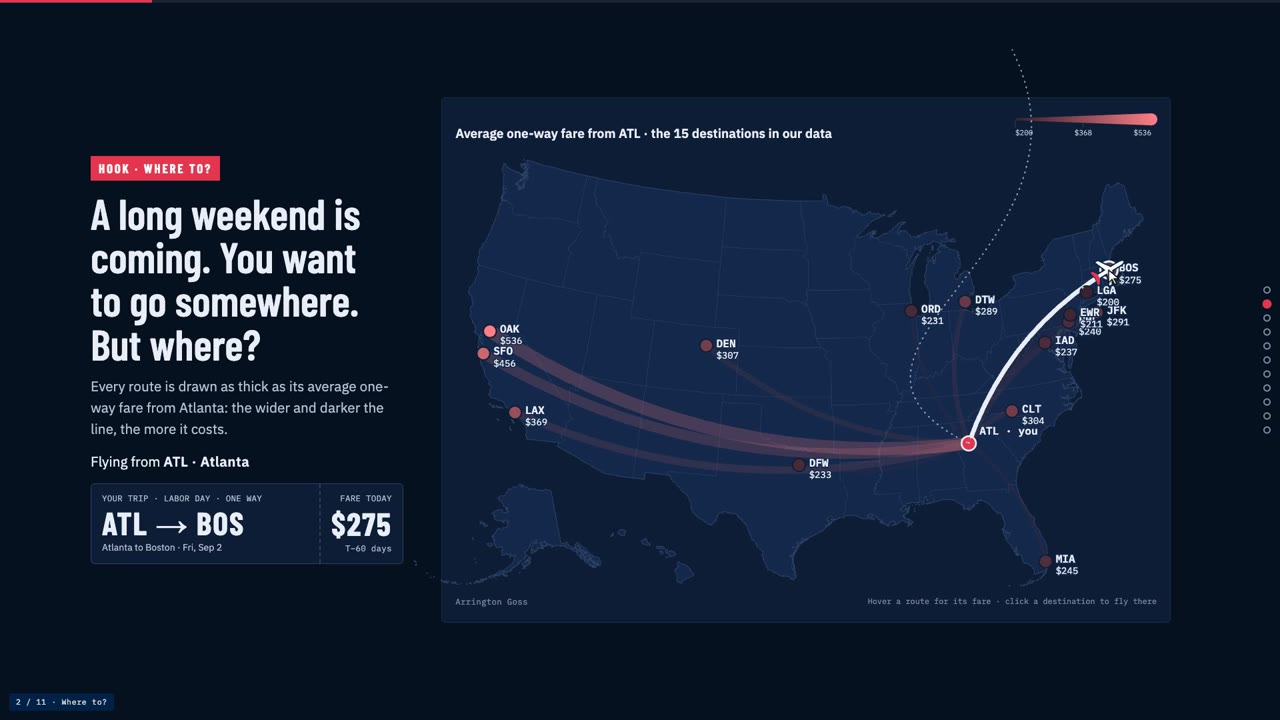 HOOK · WHERE TO?
A long weekend is
coming. You want
to go somewhere.
But where?
Every route is drawn as thick as its average one-
way fare from Atlanta: the wider and darker the
line, the more it costs.
Flying from ATL · Atlanta
YOUR TRIP · LABOR DAY · ONE WAY
ATL → BOS
Atlanta to Boston · Fri, Sep 2
FARE TODAY
$275
T−60 days
Average one-way fare from ATL · the 15 destinations in our data
$200
$368
$536
BOS
$275
LGA
$200
EWR
$211
JFK
$291
$240
DTW
$289
ORD
$231
OAK
$536
SFO
$456
DEN
$307
IAD
$237
LAX
$369
CLT
$304
ATL · you
DFW
$233
MIA
$245
Arrington Goss
Hover a route for its fare · click a destination to fly there
2 / 11 · Where to?